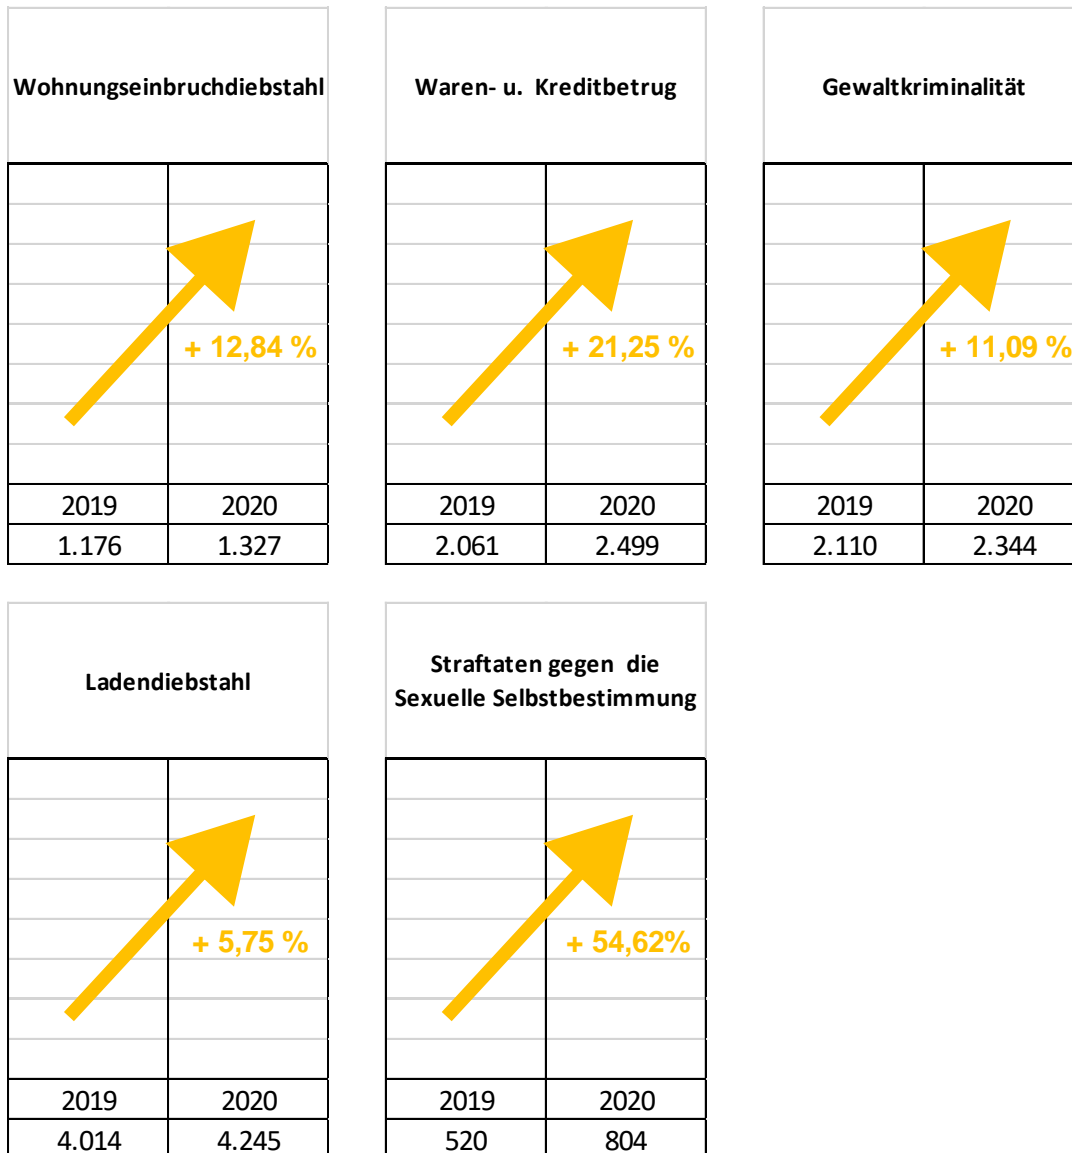 Wohnungseinbruchdiebstahl
+ 12,84 %
2019 2020
1.176 1.327
Waren- u. Kreditbetrug
+ 21,25 %
2019 2020
2.061 2.499
Gewaltkriminalität
+ 11,09 %
2019 2020
2.110 2.344
Ladendiebstahl
+ 5,75 %
2019 2020
4.014 4.245
Straftaten gegen die
Sexuelle Selbstbestimmung
+ 54,62%
2019 2020
520 804